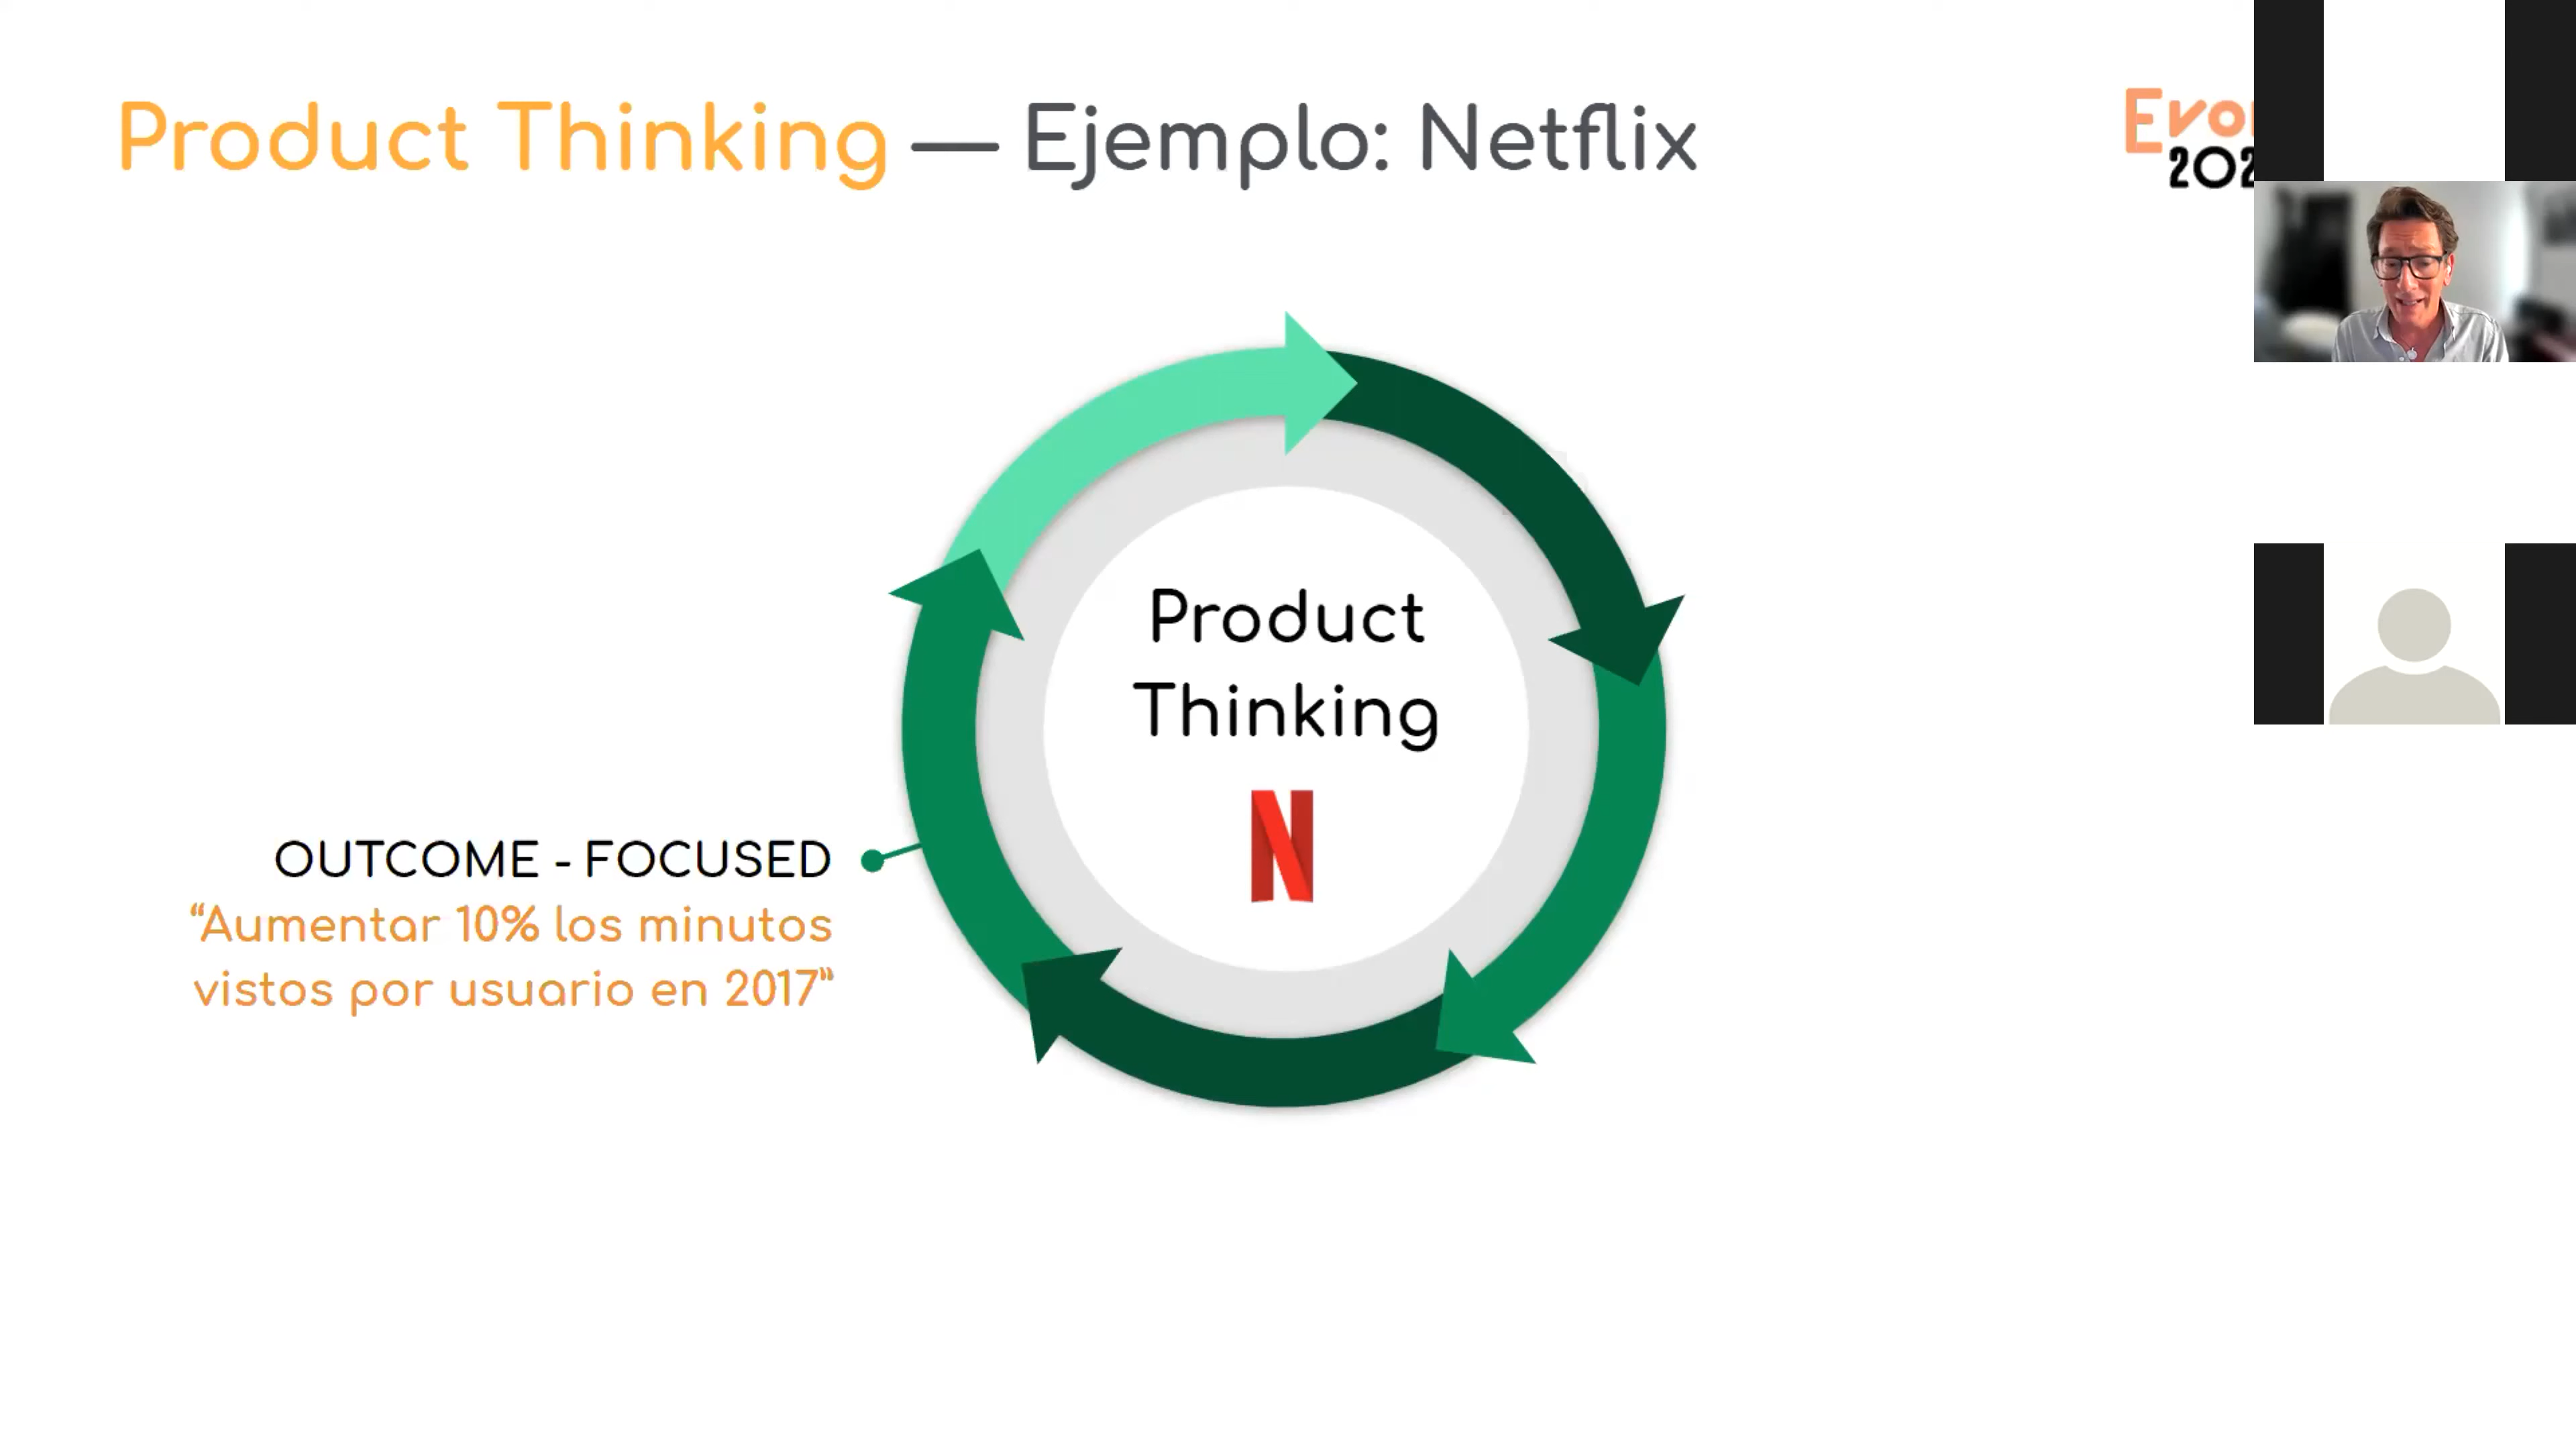 Product Thinking — Ejemplo: Netflix
Product
Thinking
N
OUTCOME - FOCUSED
“Aumentar 10% los minutos
vistos por usuario en 2017”